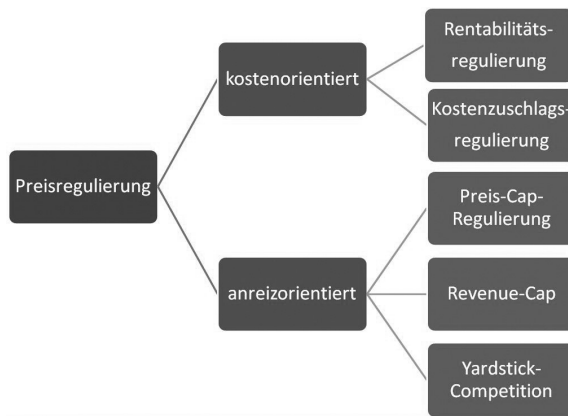 Preisregulierung
kostenorientiert
Rentabilitäts-
regulierung
Kostenzuschlags-
regulierung
anreizorientiert
Preis-Cap-
Regulierung
Revenue-Cap
Yardstick-
Competition